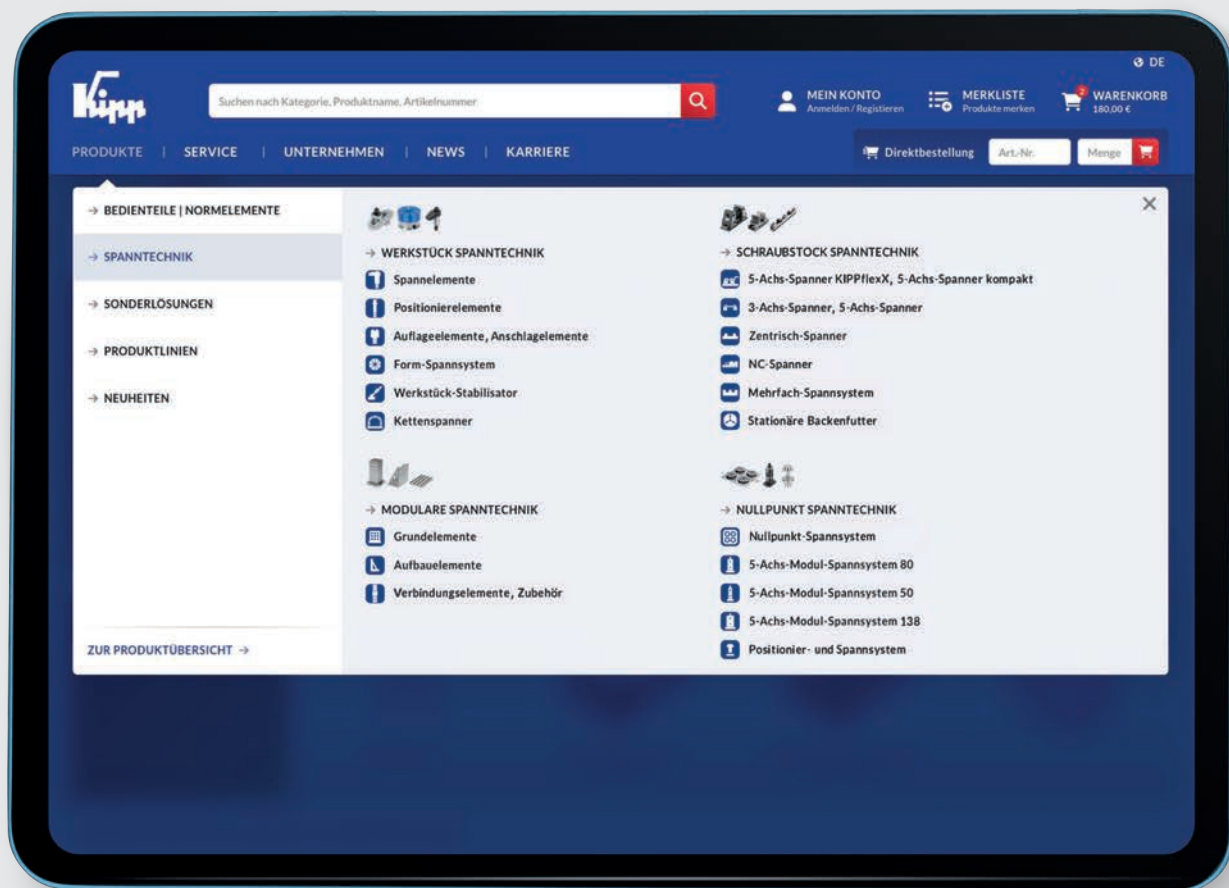 DE
Kipp
Suchen nach Kategorie, Produktname, Artikelnummer
MEIN KONTO
Anmelden / Registrieren
MERKLISTE
Produkte merken
2
WARENKORB
180,00 €
PRODUKTE | SERVICE | UNTERNEHMEN | NEWS | KARRIERE
Direktbestellung
Art.-Nr.
Menge
→ BEDIENTEILE | NORMELEMENTE
→ SPANNTECHNIK
→ SONDERLÖSUNGEN
→ PRODUKTLINIEN
→ NEUHEITEN
ZUR PRODUKTÜBERSICHT →
→ WERKSTÜCK SPANNTECHNIK
Spannelemente
Positionierelemente
Auflageelemente, Anschlagelemente
Form-Spannsystem
Werkstück-Stabilisator
Kettenspanner
→ SCHRAUBSTOCK SPANNTECHNIK
5-Achs-Spanner KIPPflexX, 5-Achs-Spanner kompakt
3-Achs-Spanner, 5-Achs-Spanner
Zentrisch-Spanner
NC-Spanner
Mehrfach-Spannsystem
Stationäre Backenfutter
→ MODULARE SPANNTECHNIK
Grundelemente
Aufbauelemente
Verbindungselemente, Zubehör
→ NULLPUNKT SPANNTECHNIK
Nullpunkt-Spannsystem
5-Achs-Modul-Spannsystem 80
5-Achs-Modul-Spannsystem 50
5-Achs-Modul-Spannsystem 138
Positionier- und Spannsystem